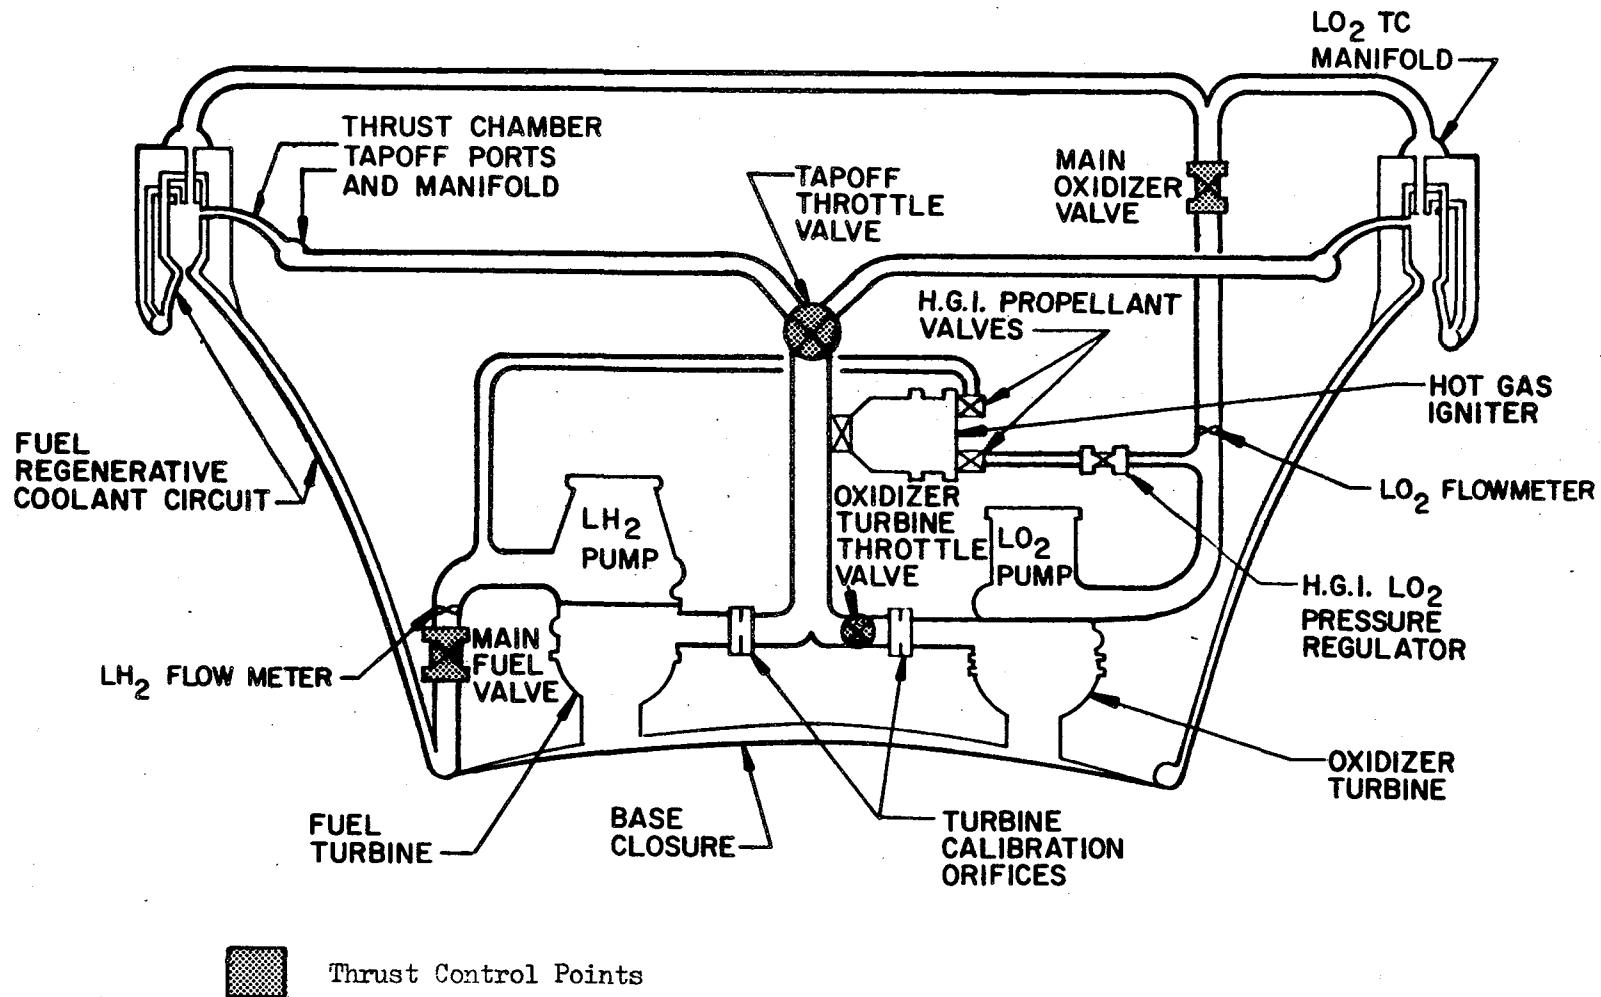 LO2 TC
MANIFOLD
THRUST CHAMBER
TAPOFF PORTS
AND MANIFOLD
TAPOFF
THROTTLE
VALVE
MAIN
OXIDIZER
VALVE
H.G.I. PROPELLANT
VALVES
HOT GAS
IGNITER
FUEL
REGENERATIVE
COOLANT CIRCUIT
LO2 FLOWMETER
OXIDIZER
TURBINE
THROTTLE
VALVE
LH2
PUMP
LO2
PUMP
H.G.I. LO2
PRESSURE
REGULATOR
LH2 FLOW METER
MAIN
FUEL
VALVE
OXIDIZER
TURBINE
FUEL
TURBINE
BASE
CLOSURE
TURBINE
CALIBRATION
ORIFICES
Thrust Control Points